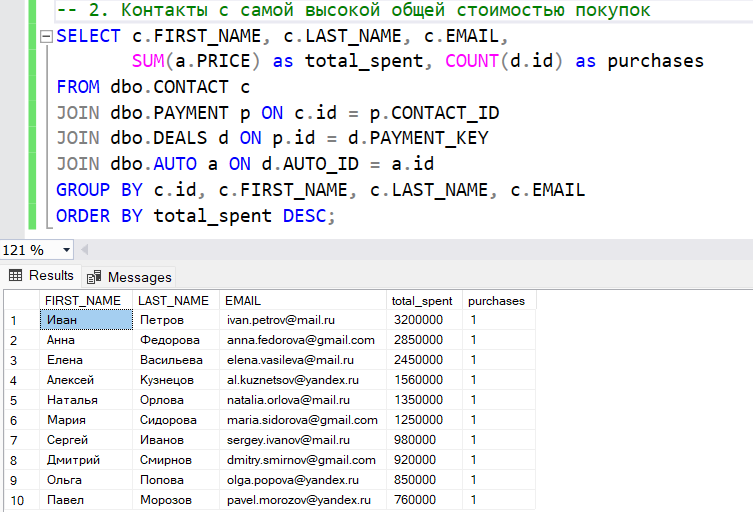 -- 2. Контакты с самой высокой общей стоимостью покупок
SELECT c.FIRST_NAME, c.LAST_NAME, c.EMAIL,
SUM(a.PRICE) as total_spent, COUNT(d.id) as purchases
FROM dbo.CONTACT c
JOIN dbo.PAYMENT p ON c.id = p.CONTACT_ID
JOIN dbo.DEALS d ON p.id = d.PAYMENT_KEY
JOIN dbo.AUTO a ON d.AUTO_ID = a.id
GROUP BY c.id, c.FIRST_NAME, c.LAST_NAME, c.EMAIL
ORDER BY total_spent DESC;
121 %
Results Messages
FIRST_NAME LAST_NAME EMAIL total_spent purchases
1 Иван Петров ivan.petrov@mail.ru 3200000 1
2 Анна Федорова anna.fedorova@gmail.com 2850000 1
3 Елена Васильева elena.vasileva@mail.ru 2450000 1
4 Алексей Кузнецов al.kuznetsov@yandex.ru 1560000 1
5 Наталья Орлова natalia.orlova@mail.ru 1350000 1
6 Мария Сидорова maria.sidorova@gmail.com 1250000 1
7 Сергей Иванов sergey.ivanov@mail.ru 980000 1
8 Дмитрий Смирнов dmitry.smirnov@gmail.com 920000 1
9 Ольга Попова olga.popova@yandex.ru 850000 1
10 Павел Морозов pavel.morozov@yandex.ru 760000 1